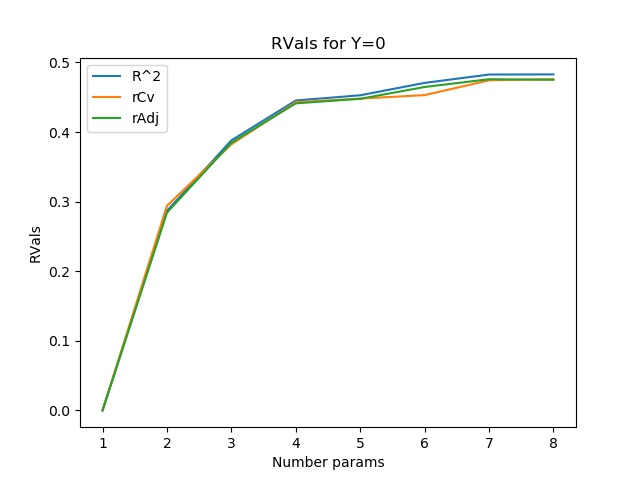 RVals for Y=0
R^2
rCv
rAdj
RVals
0.5
0.4
0.3
0.2
0.1
0.0
1 2 3 4 5 6 7 8
Number params